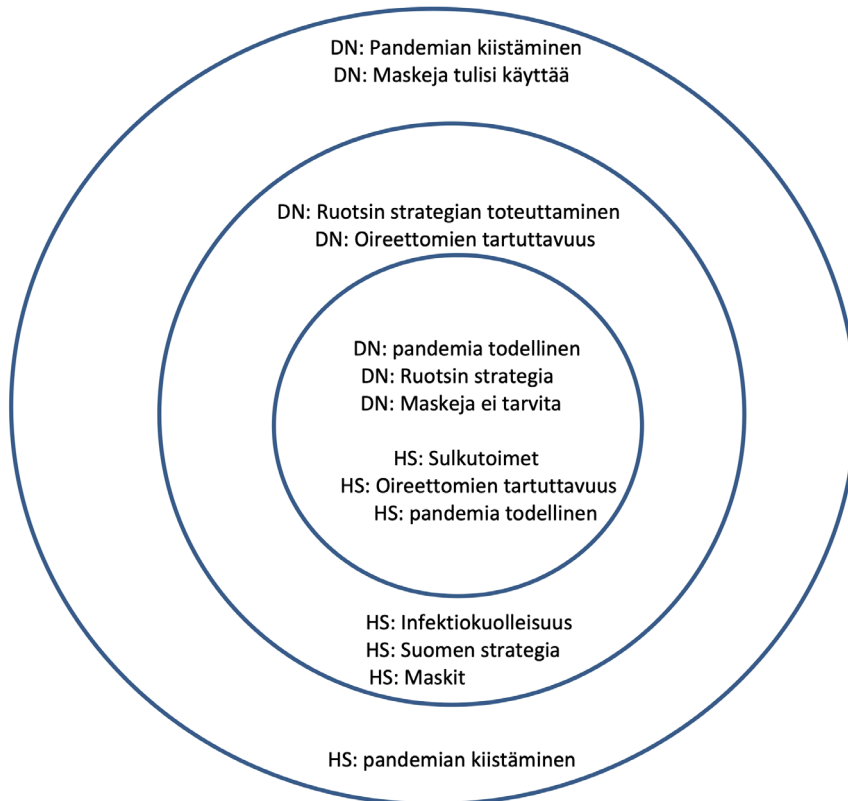 DN: Pandemian kiistäminen
DN: Maskeja tulisi käyttää
DN: Ruotsin strategian toteuttaminen
DN: Oireettomien tartuttavuus
DN: pandemia todellinen
DN: Ruotsin strategia
DN: Maskeja ei tarvita
HS: Sulkutoimet
HS: Oireettomien tartuttavuus
HS: pandemia todellinen
HS: Infektiokuolleisuus
HS: Suomen strategia
HS: Maskit
HS: pandemian kiistäminen